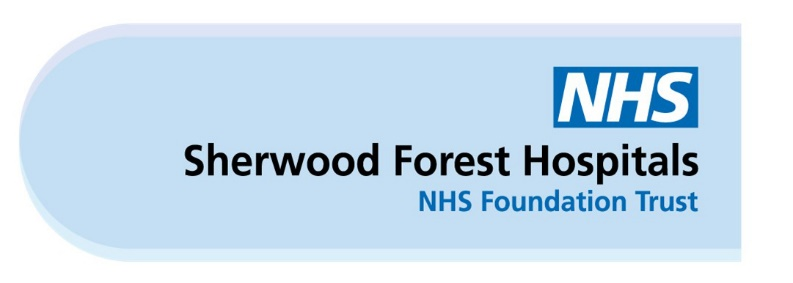 NHS
Sherwood Forest Hospitals
NHS Foundation Trust